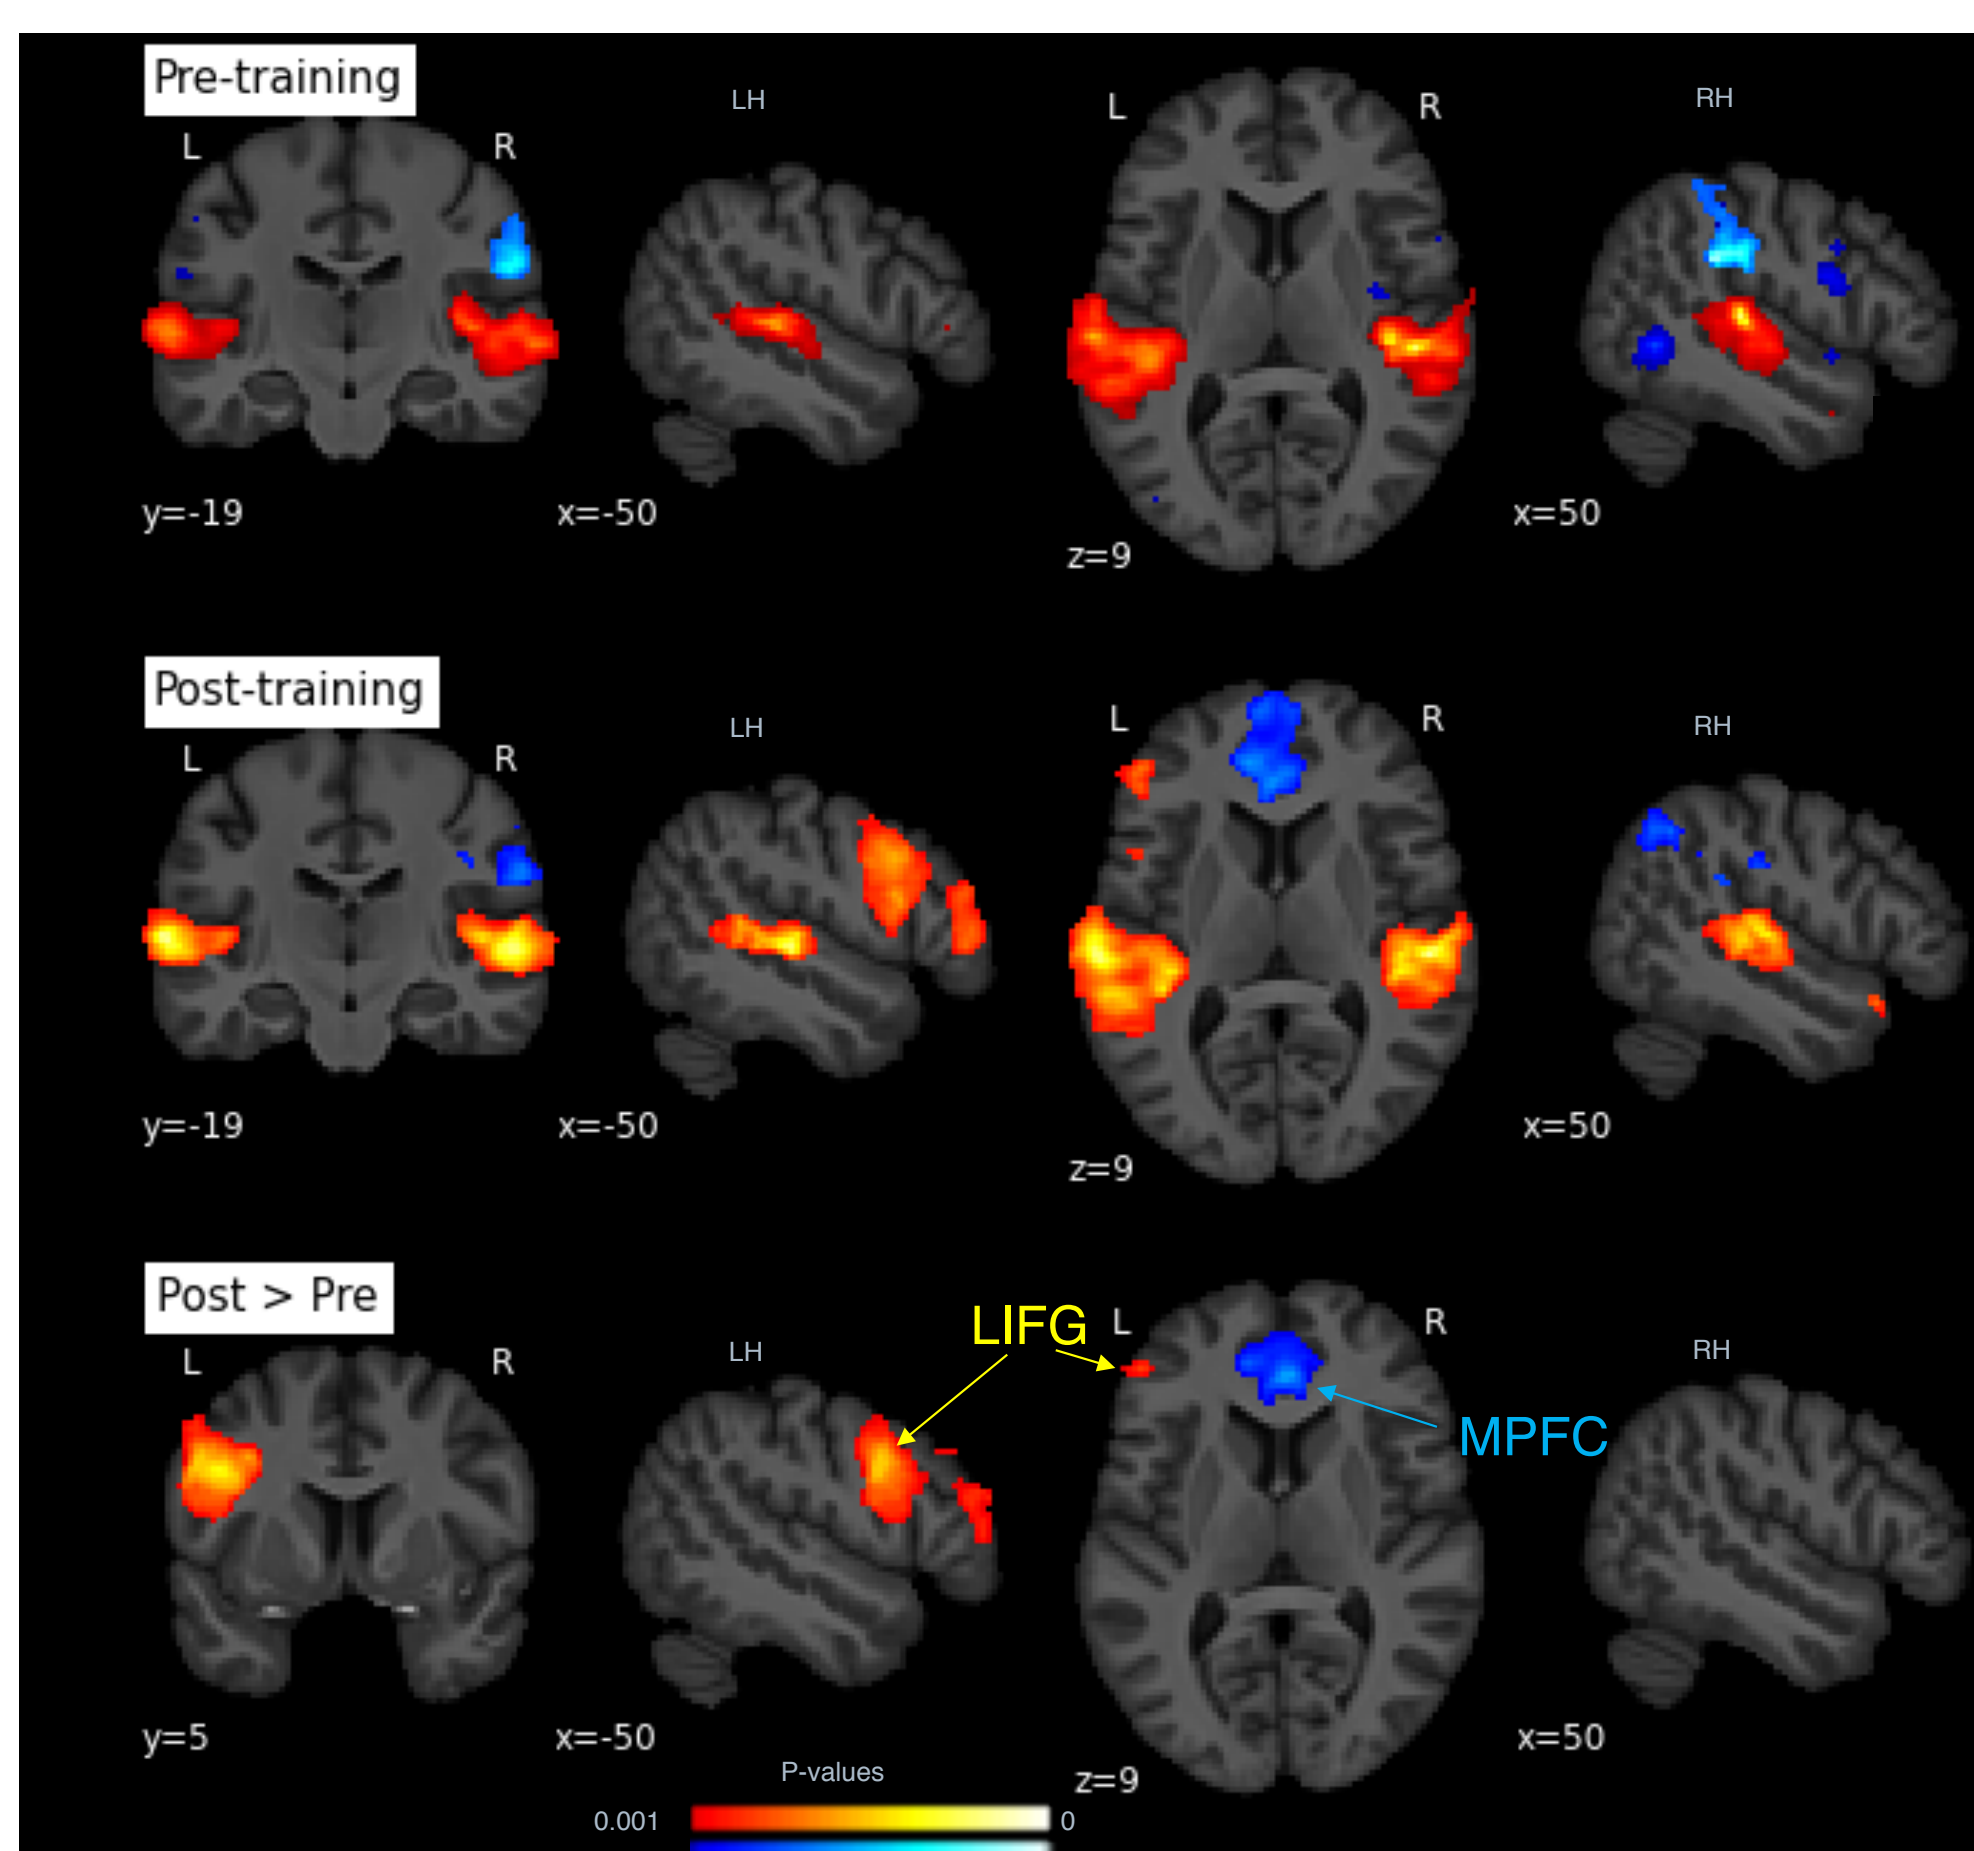 Pre-training
LH
RH
L
R
L
R
y=-19
x=-50
z=9
x=50
Post-training
LH
RH
L
R
L
R
y=-19
x=-50
z=9
x=50
Post > Pre
LIFG
LH
RH
L
R
L
R
MPFC
y=5
x=-50
z=9
x=50
P-values
0.001
0